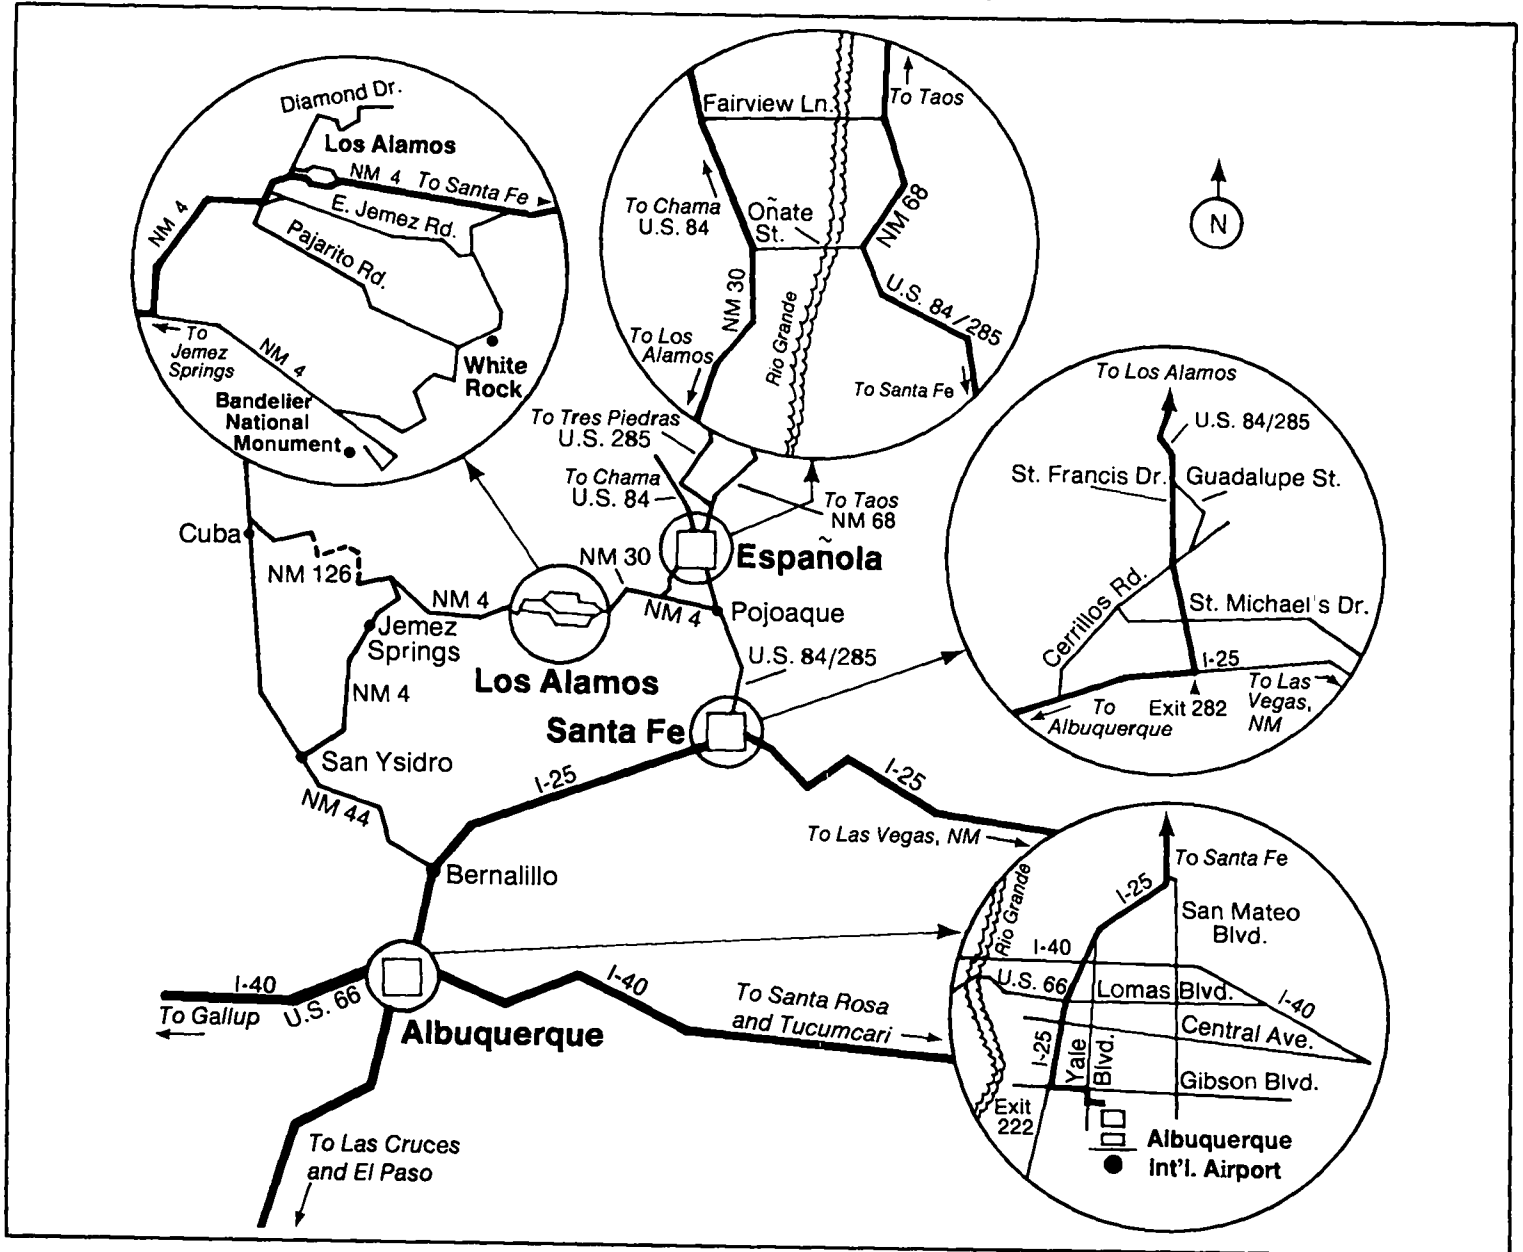 Diamond Dr.
Los Alamos
NM 4
To Santa Fe
NM 4
E. Jemez Rd.
Pajarito Rd.
To
Jemez
Springs
NM 4
White
Rock
Bandelier
National
Monument
Fairview Ln.
To Taos
To Chama
U.S. 84
Oñate
St.
NM 68
NM 30
Rio Grande
U.S. 84/285
To Los
Alamos
To Santa Fe
N
To Tres Piedras
U.S. 285
To Chama
U.S. 84
To Taos
NM 68
Española
Cuba
NM 126
NM 30
NM 4
NM 4
Pojoaque
Jemez
Springs
U.S. 84/285
Los Alamos
NM 4
Santa Fe
San Ysidro
I-25
I-25
NM 44
To Las Vegas, NM
Bernalillo
To Los Alamos
U.S. 84/285
St. Francis Dr.
Guadalupe St.
Cerrillos Rd.
St. Michael's Dr.
I-25
To
Albuquerque
Exit 282
To Las
Vegas,
NM
I-40
U.S. 66
To Gallup
Albuquerque
I-40
To Santa Rosa
and Tucumcari
To Las Cruces
and El Paso
To Santa Fe
Rio Grande
I-25
San Mateo
Blvd.
I-40
U.S. 66
Lomas Blvd.
I-40
Central Ave.
I-25
Yale
Blvd.
Gibson Blvd.
Exit
222
Albuquerque
Int'l. Airport